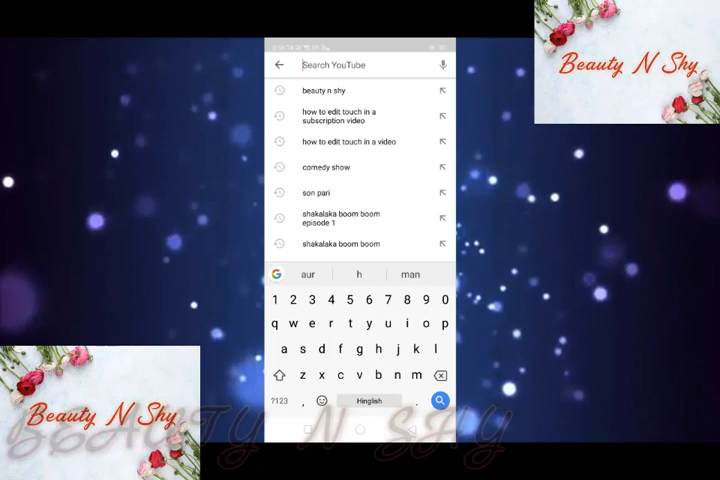 Beauty N Shy
Search YouTube
beauty n shy
how to edit touch in a
subscription video
how to edit touch in a video
comedy show
son pari
shakalaka boom boom
episode 1
shakalaka boom boom
G aur h man
1 2 3 4 5 6 7 8 9 0
q w e r t y u i o p
a s d f g h j k l
z x c v b n m
?123 , Hinglish .
Beauty N Shy
BEAUTY N SHY